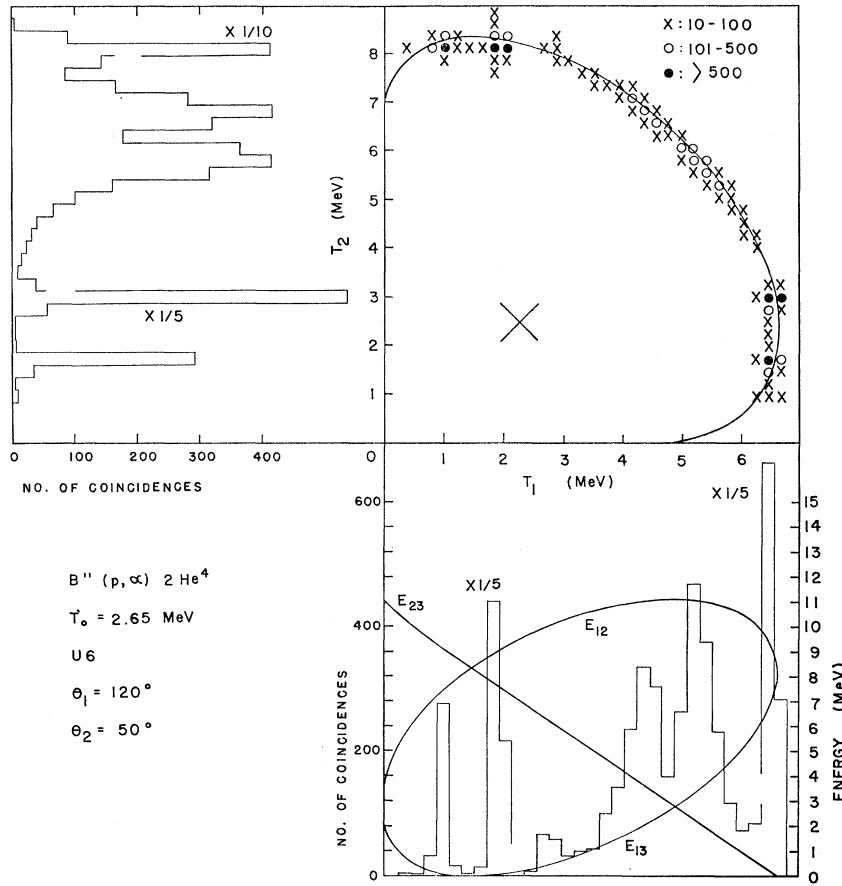 X 1/10
X : 10-100
O : 101-500
● : > 500
8
7
6
5
4
3
2
1
T2 (MeV)
X 1/5
0 100 200 300 400
NO. OF COINCIDENCES
0 1 2 3 4 5 6
T1 (MeV)
B'' (p,α) 2 He⁴
T₀ = 2.65 MeV
U6
θ₁ = 120°
θ₂ = 50°
600
400
200
0
NO. OF COINCIDENCES
E23
X1/5
E12
E13
X1/5
15
14
13
12
11
10
9
8
7
6
5
4
3
2
1
0
ENERGY (MeV)